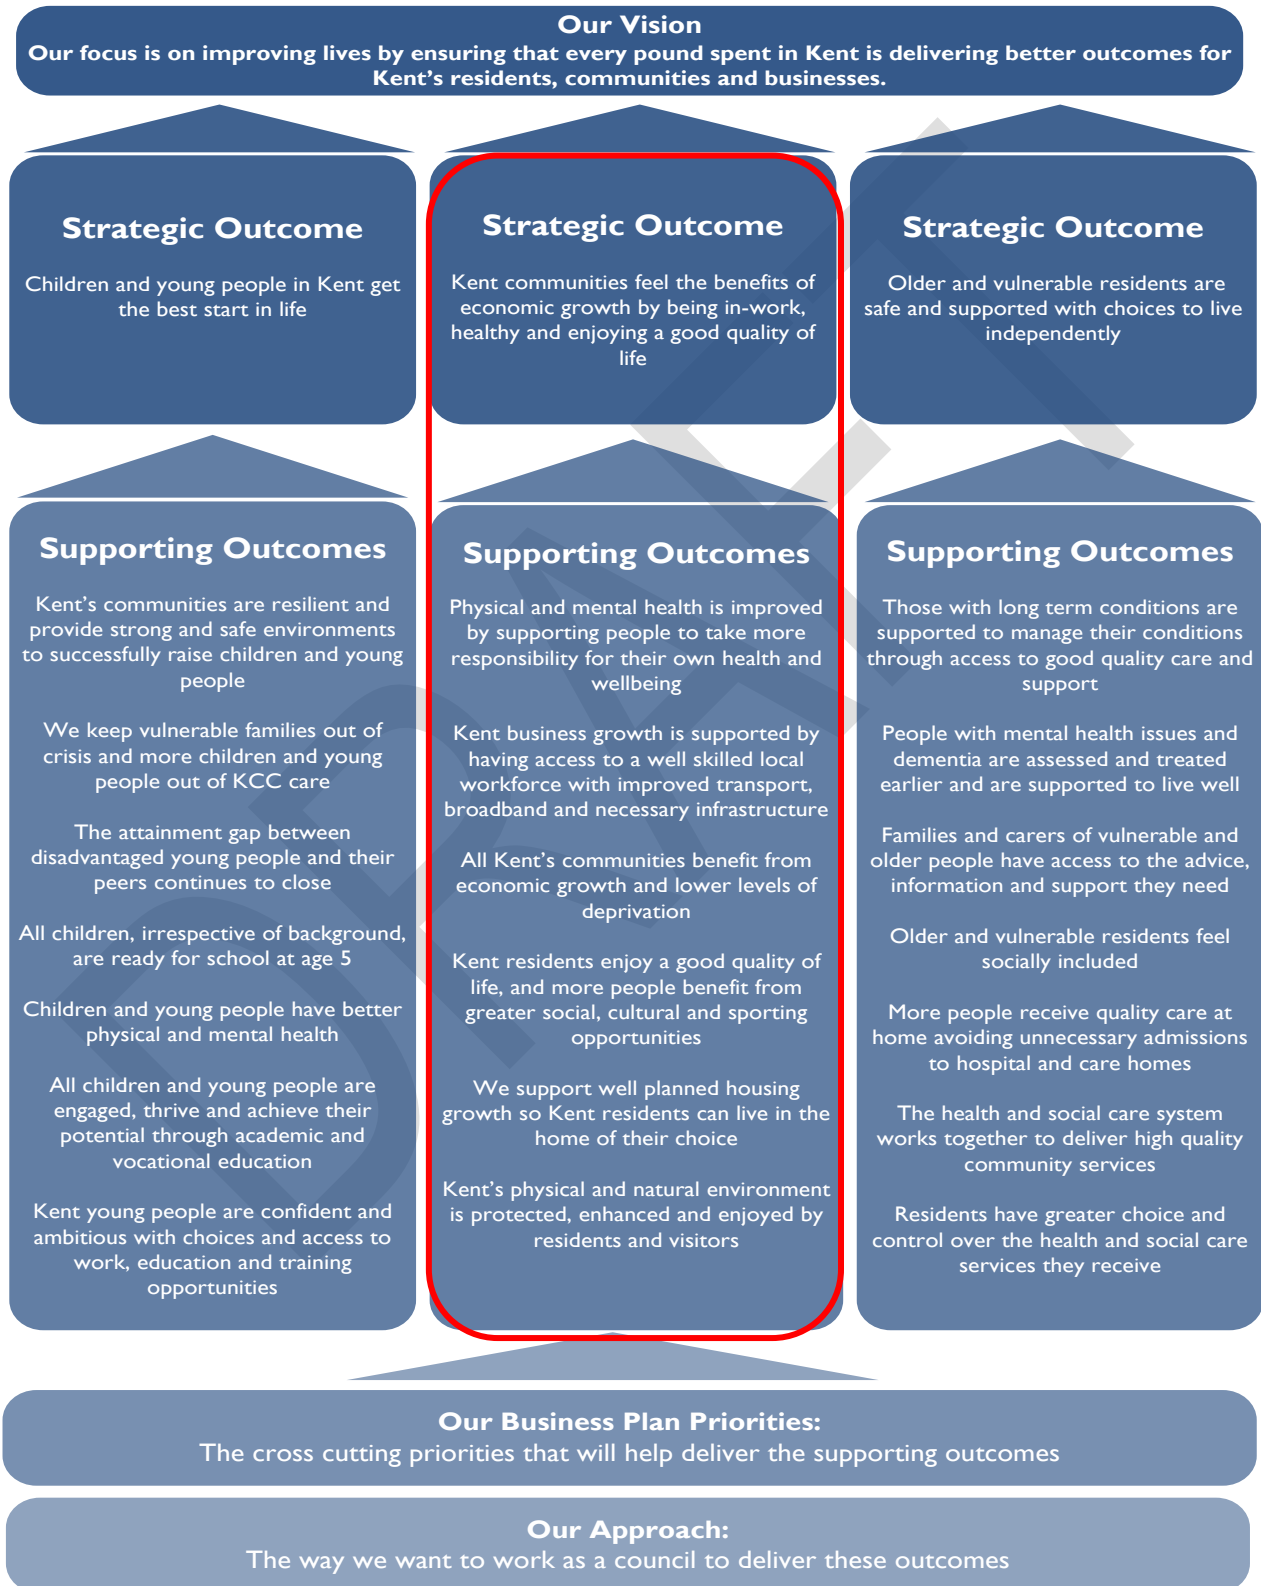 Our Vision
Our focus is on improving lives by ensuring that every pound spent in Kent is delivering better outcomes for
Kent’s residents, communities and businesses.
Strategic Outcome
Children and young people in Kent get
the best start in life
Strategic Outcome
Kent communities feel the benefits of
economic growth by being in-work,
healthy and enjoying a good quality of
life
Strategic Outcome
Older and vulnerable residents are
safe and supported with choices to live
independently
Supporting Outcomes
Kent’s communities are resilient and
provide strong and safe environments
to successfully raise children and young
people
We keep vulnerable families out of
crisis and more children and young
people out of KCC care
The attainment gap between
disadvantaged young people and their
peers continues to close
All children, irrespective of background,
are ready for school at age 5
Children and young people have better
physical and mental health
All children and young people are
engaged, thrive and achieve their
potential through academic and
vocational education
Kent young people are confident and
ambitious with choices and access to
work, education and training
opportunities
Supporting Outcomes
Physical and mental health is improved
by supporting people to take more
responsibility for their own health and
wellbeing
Kent business growth is supported by
having access to a well skilled local
workforce with improved transport,
broadband and necessary infrastructure
All Kent’s communities benefit from
economic growth and lower levels of
deprivation
Kent residents enjoy a good quality of
life, and more people benefit from
greater social, cultural and sporting
opportunities
We support well planned housing
growth so Kent residents can live in the
home of their choice
Kent’s physical and natural environment
is protected, enhanced and enjoyed by
residents and visitors
Supporting Outcomes
Those with long term conditions are
supported to manage their conditions
through access to good quality care and
support
People with mental health issues and
dementia are assessed and treated
earlier and are supported to live well
Families and carers of vulnerable and
older people have access to the advice,
information and support they need
Older and vulnerable residents feel
socially included
More people receive quality care at
home avoiding unnecessary admissions
to hospital and care homes
The health and social care system
works together to deliver high quality
community services
Residents have greater choice and
control over the health and social care
services they receive
Our Business Plan Priorities:
The cross cutting priorities that will help deliver the supporting outcomes
Our Approach:
The way we want to work as a council to deliver these outcomes
DRAFT